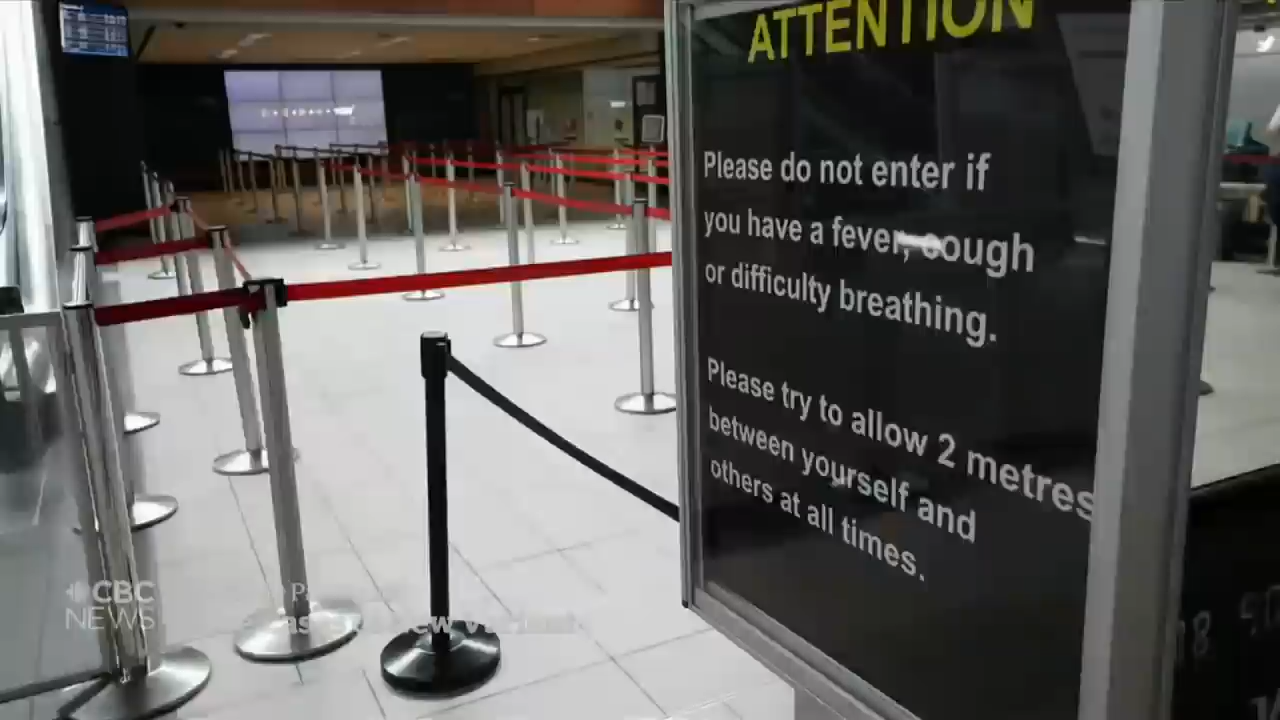 ATTENTION
Please do not enter if
you have a fever, cough
or difficulty breathing.
Please try to allow 2 metres
between yourself and
others at all times.
CBC
NEWS